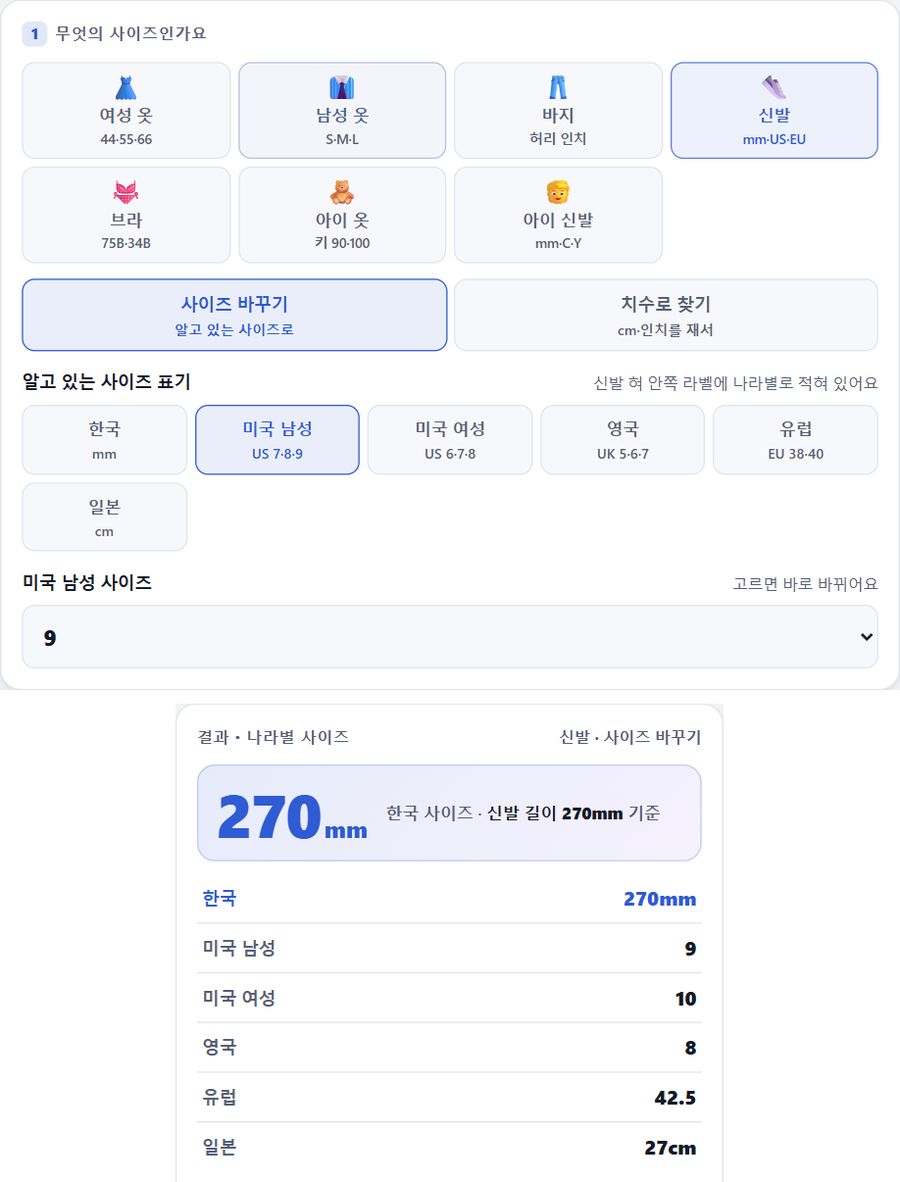 1 무엇의 사이즈인가요
여성 옷 남성 옷 바지 신발
44·55·66 S·M·L 허리 인치 mm·US·EU
브라 아이 옷 아이 신발
75B·34B 키 90·100 mm·C·Y
사이즈 바꾸기 치수로 찾기
알고 있는 사이즈로 cm·인치를 재서
알고 있는 사이즈 표기 신발 혀 안쪽 라벨에 나라별로 적혀 있어요
한국 미국 남성 미국 여성 영국 유럽
mm US 7·8·9 US 6·7·8 UK 5·6·7 EU 38·40
일본
cm
미국 남성 사이즈 고르면 바로 바뀌어요
9
결과 · 나라별 사이즈 신발 · 사이즈 바꾸기
270mm 한국 사이즈 · 신발 길이 270mm 기준
한국 270mm
미국 남성 9
미국 여성 10
영국 8
유럽 42.5
일본 27cm